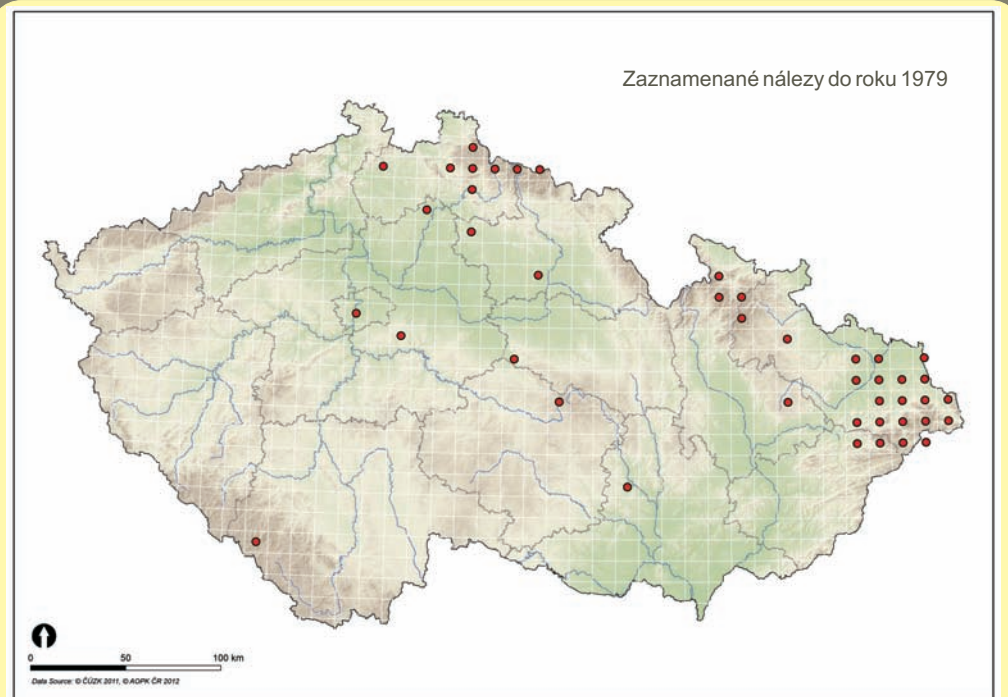 Zaznamenané nálezy do roku 1979
0 50 100 km
Data Source: © ČÚZK 2011, © AOPK ČR 2012